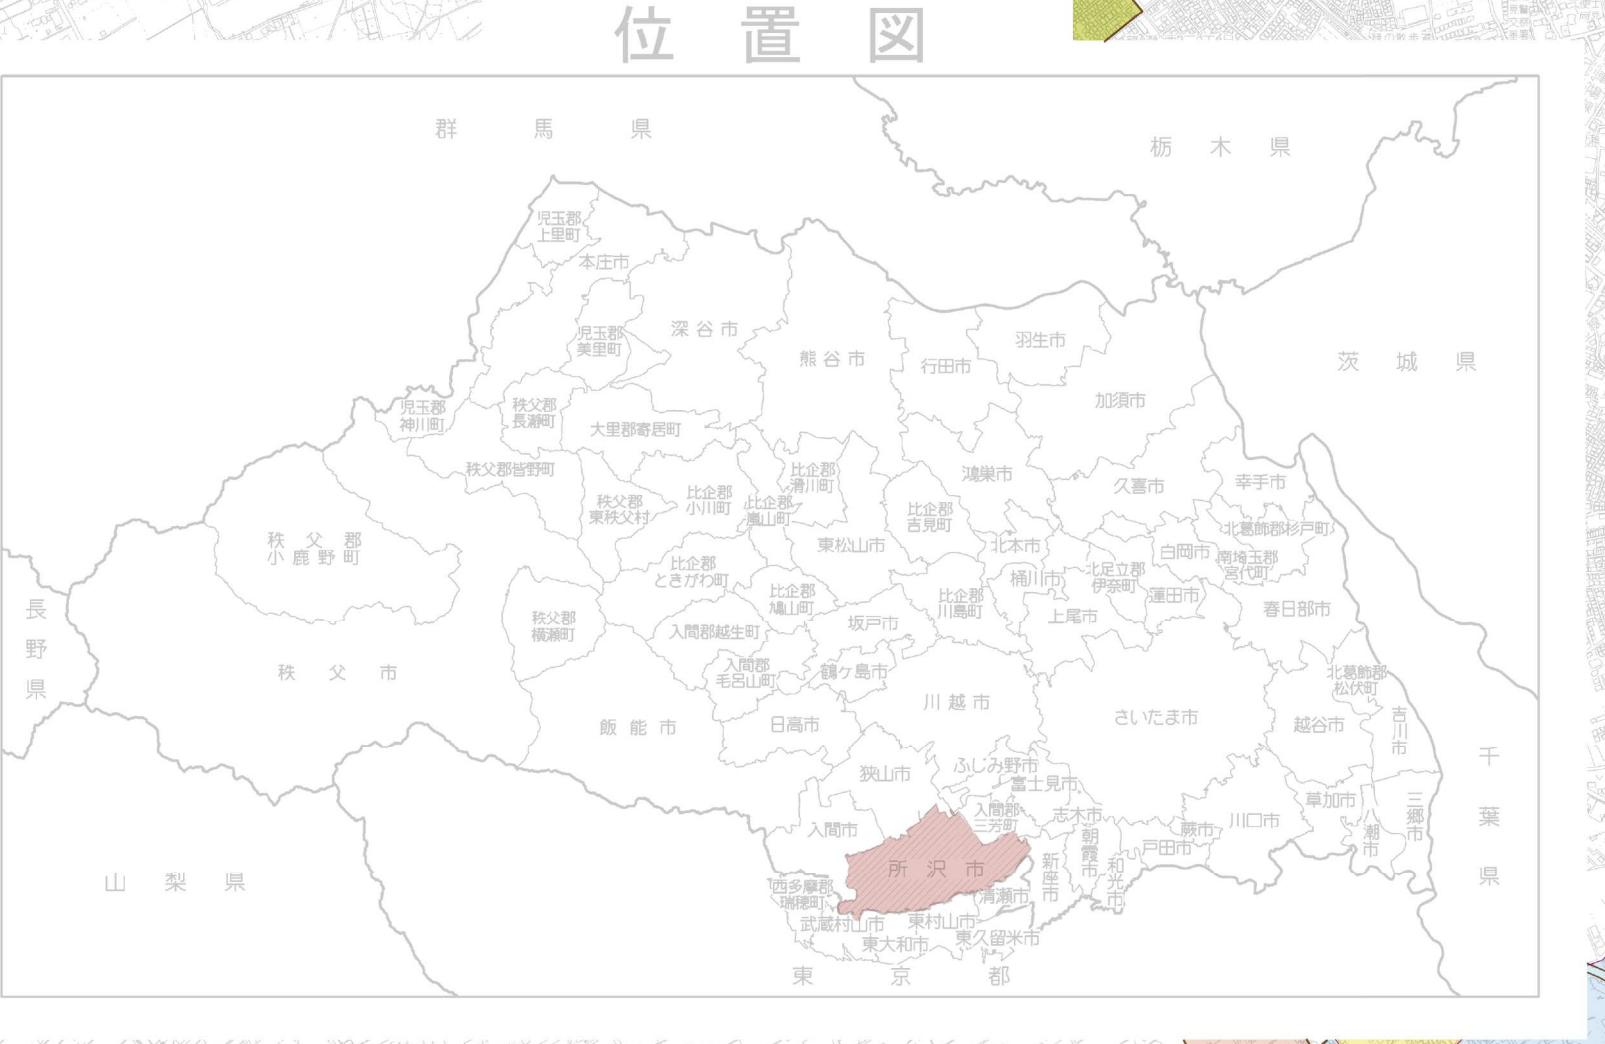 位置図
群馬県
栃木県
児玉郡
上里町
本庄市
深谷市
児玉郡
美里町
熊谷市
行田市
羽生市
茨城県
加須市
児玉郡
神川町
秩父郡
長瀞町
大里郡寄居町
秩父郡皆野町
比企郡
滑川町
鴻巣市
久喜市
幸手市
秩父郡
東秩父村
比企郡
小川町
比企郡
嵐山町
比企郡
吉見町
北葛飾郡杉戸町
秩父郡
小鹿野町
東松山市
北本市
白岡市
南埼玉郡
宮代町
比企郡
ときがわ町
桶川市
北足立郡
伊奈町
比企郡
鳩山町
比企郡
川島町
蓮田市
春日部市
長野県
秩父郡
横瀬町
入間郡越生町
坂戸市
上尾市
秩父市
入間郡
毛呂山町
鶴ヶ島市
北葛飾郡
松伏町
川越市
さいたま市
飯能市
日高市
越谷市
吉川市
千葉県
狭山市
ふじみ野市
富士見市
入間郡
三芳町
志木市
草加市
八潮市
三郷市
入間市
朝霞市
蕨市
川口市
戸田市
所沢市
新座市
和光市
山梨県
西多摩郡
瑞穂町
清瀬市
武蔵村山市
東村山市
東大和市
東久留米市
東京都